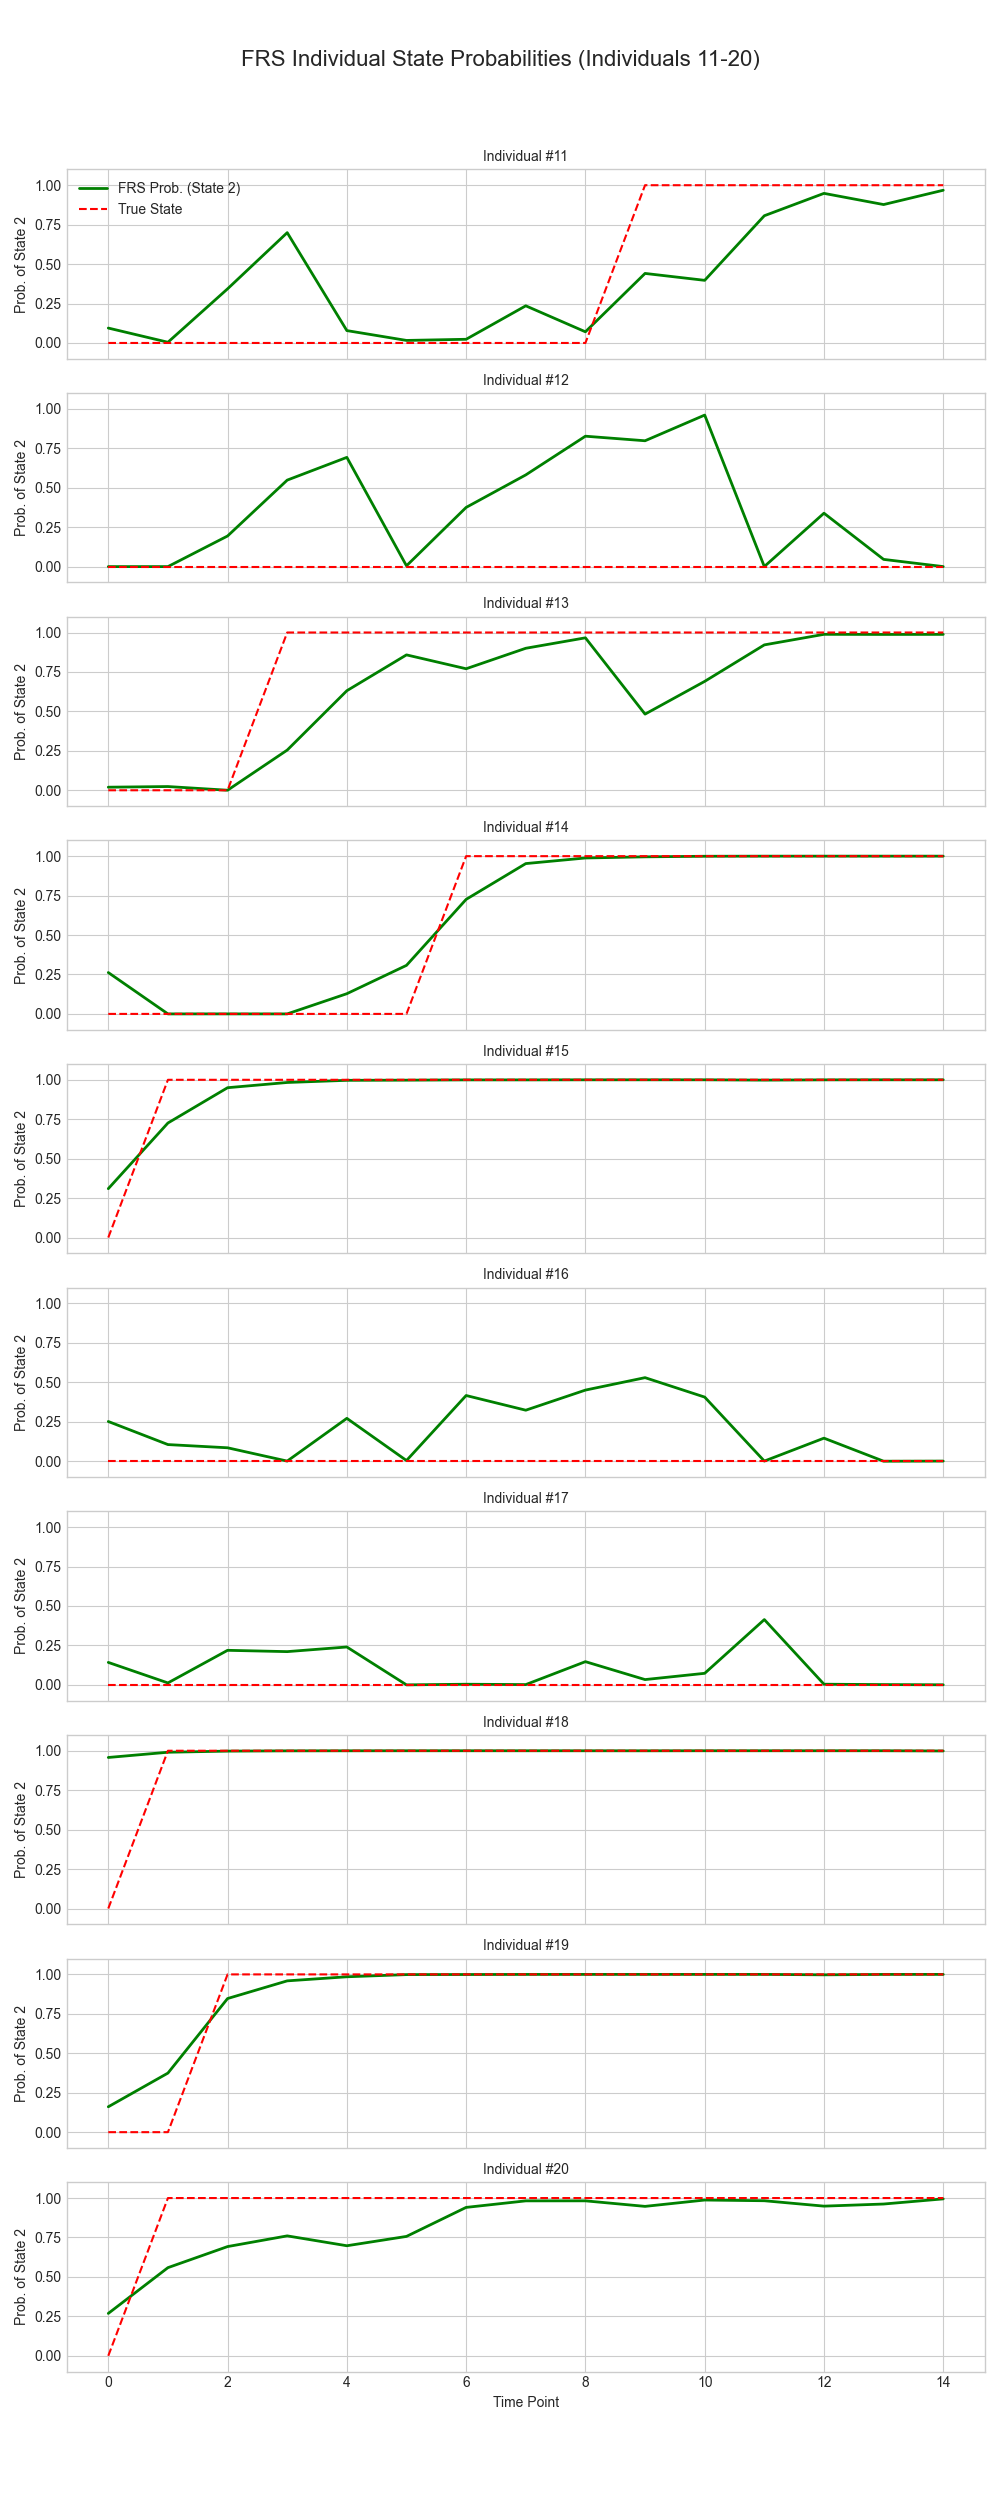 FRS Individual State Probabilities (Individuals 11-20)
Individual #11
FRS Prob. (State 2)
True State
Prob. of State 2
1.00
0.75
0.50
0.25
0.00
Individual #12
Prob. of State 2
1.00
0.75
0.50
0.25
0.00
Individual #13
Prob. of State 2
1.00
0.75
0.50
0.25
0.00
Individual #14
Prob. of State 2
1.00
0.75
0.50
0.25
0.00
Individual #15
Prob. of State 2
1.00
0.75
0.50
0.25
0.00
Individual #16
Prob. of State 2
1.00
0.75
0.50
0.25
0.00
Individual #17
Prob. of State 2
1.00
0.75
0.50
0.25
0.00
Individual #18
Prob. of State 2
1.00
0.75
0.50
0.25
0.00
Individual #19
Prob. of State 2
1.00
0.75
0.50
0.25
0.00
Individual #20
Prob. of State 2
1.00
0.75
0.50
0.25
0.00
0 2 4 6 8 10 12 14
Time Point